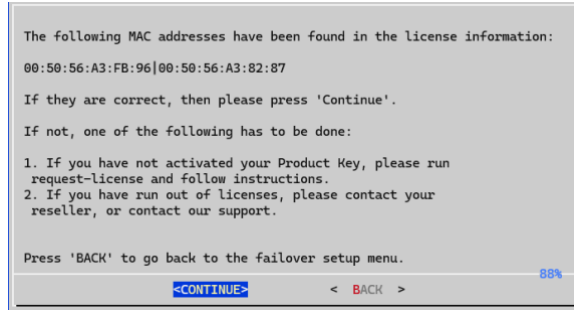 The following MAC addresses have been found in the license information:
00:50:56:A3:FB:96|00:50:56:A3:82:87
If they are correct, then please press 'Continue'.
If not, one of the following has to be done:
1. If you have not activated your Product Key, please run
request-license and follow instructions.
2. If you have run out of licenses, please contact your
reseller, or contact our support.
Press 'BACK' to go back to the failover setup menu.
88%
<CONTINUE> < BACK >